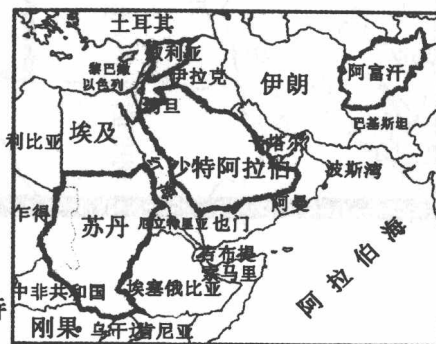 土耳其
叙利亚
黎巴嫩
伊拉克
伊朗
阿富汗
以色列
约旦
巴基斯坦
利比亚
埃及
卡塔尔
沙特阿拉伯
波斯湾
红海
阿曼
乍得
苏丹
厄立特里亚
也门
吉布提
索马里
阿拉伯海
中非共和国
埃塞俄比亚
刚果
乌干达
肯尼亚